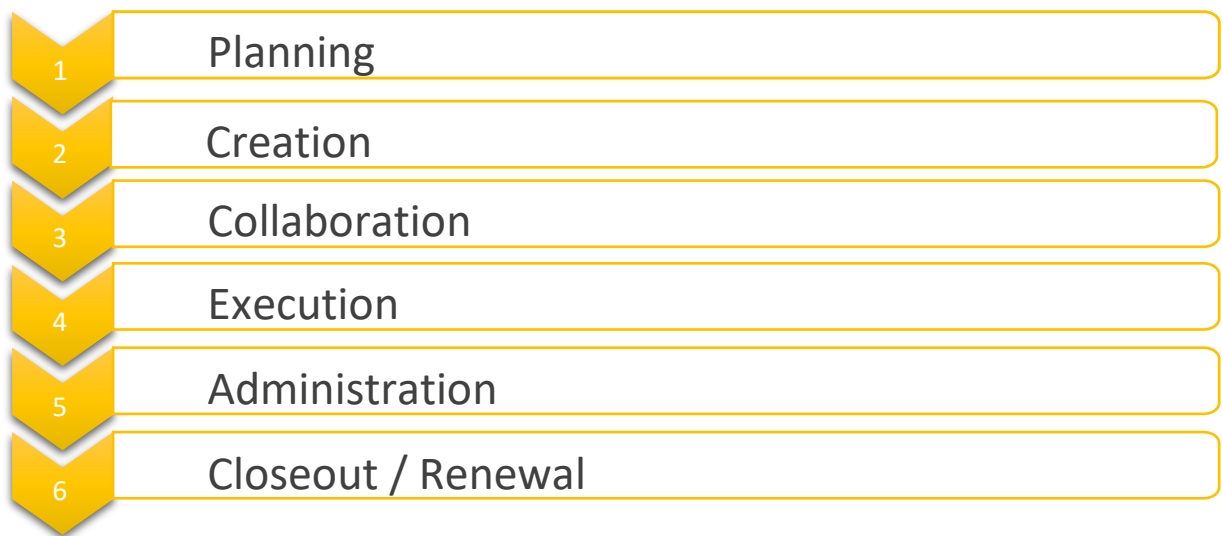 1 Planning
2 Creation
3 Collaboration
4 Execution
5 Administration
6 Closeout / Renewal